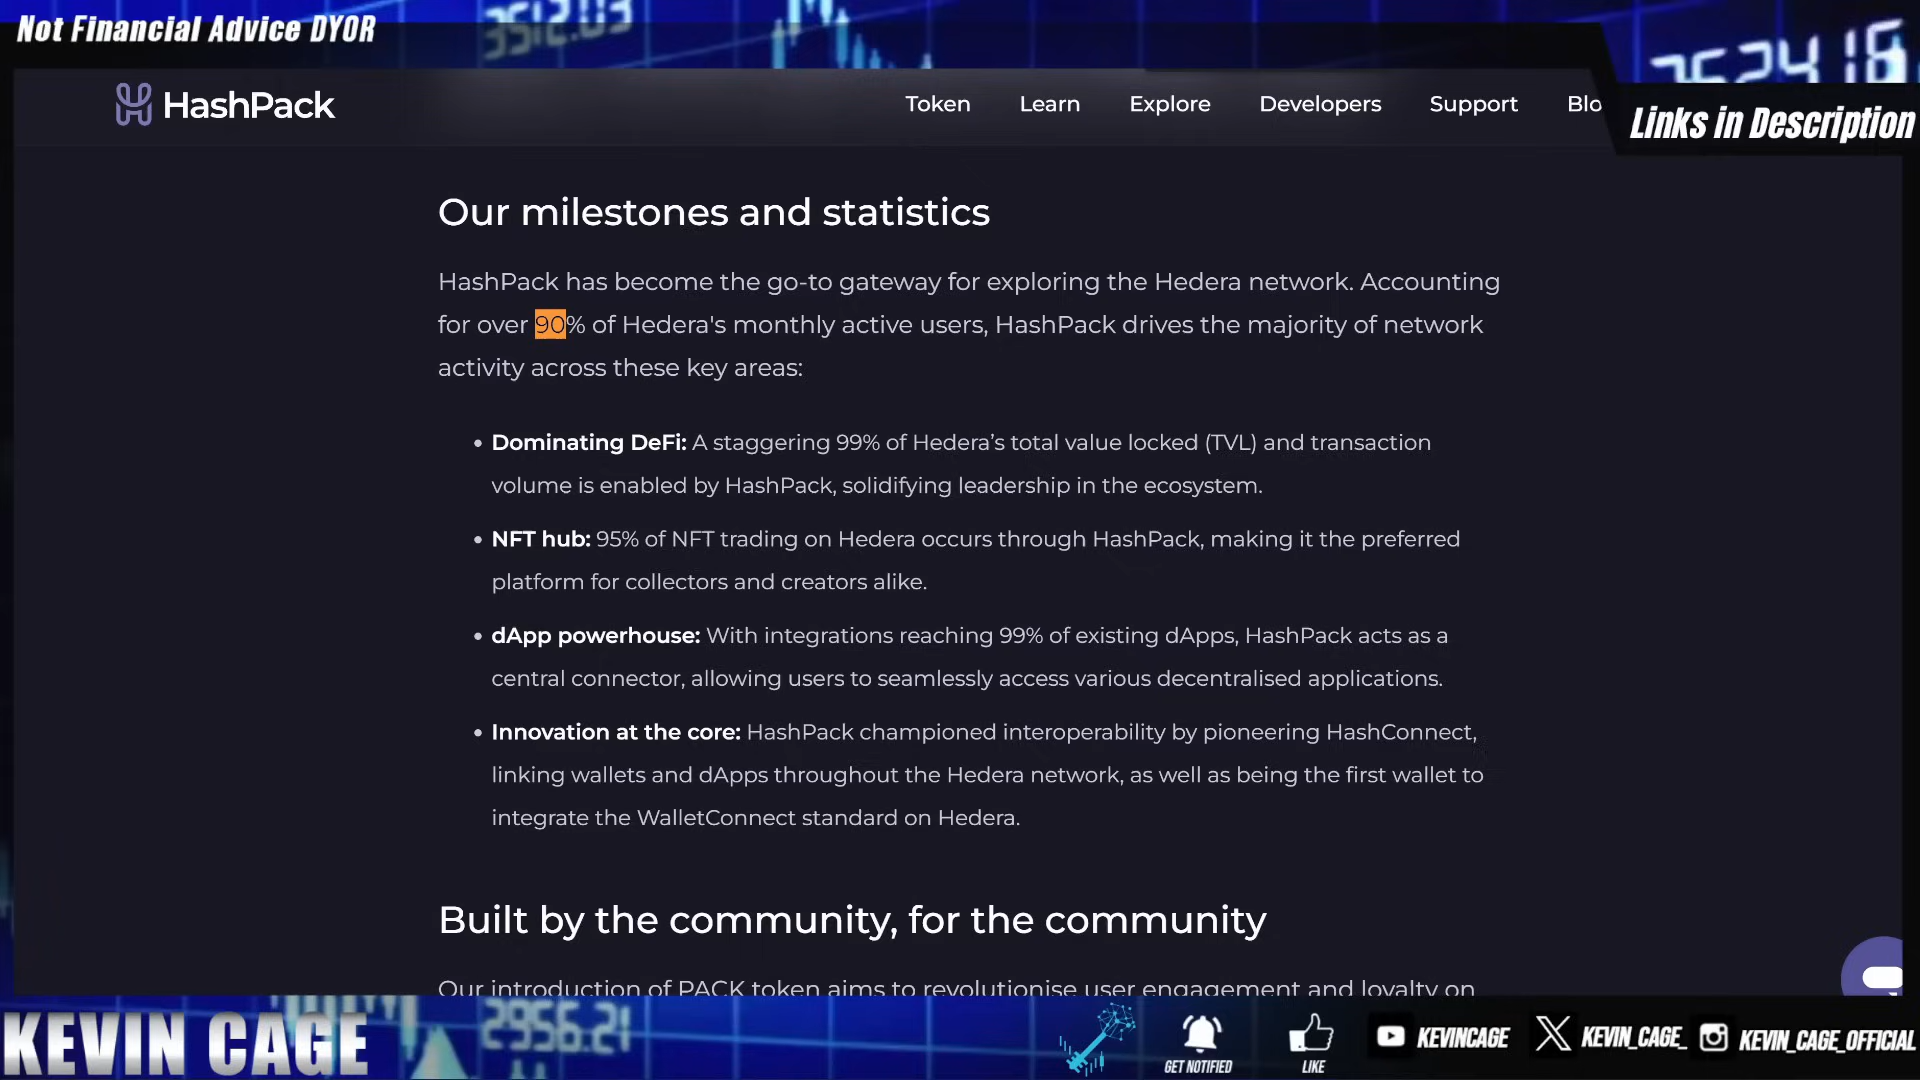 Not Financial Advice DYOR
3512.03
752418
HashPack
Token Learn Explore Developers Support Blo
Links in Description
Our milestones and statistics
HashPack has become the go-to gateway for exploring the Hedera network. Accounting
for over 90% of Hedera's monthly active users, HashPack drives the majority of network
activity across these key areas:
• Dominating DeFi: A staggering 99% of Hedera’s total value locked (TVL) and transaction
volume is enabled by HashPack, solidifying leadership in the ecosystem.
• NFT hub: 95% of NFT trading on Hedera occurs through HashPack, making it the preferred
platform for collectors and creators alike.
• dApp powerhouse: With integrations reaching 99% of existing dApps, HashPack acts as a
central connector, allowing users to seamlessly access various decentralised applications.
• Innovation at the core: HashPack championed interoperability by pioneering HashConnect,
linking wallets and dApps throughout the Hedera network, as well as being the first wallet to
integrate the WalletConnect standard on Hedera.
Built by the community, for the community
Our introduction of PACK token aims to revolutionise user engagement and loyalty on
2956.21
KEVIN CAGE
GET NOTIFIED
LIKE
KEVINCAGE
KEVIN_CAGE_
KEVIN_CAGE_OFFICIAL